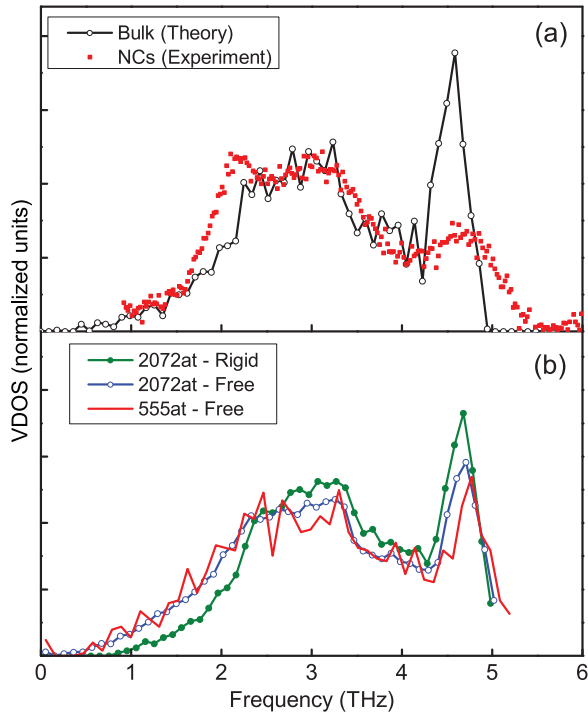 Bulk (Theory)
NCs (Experiment)
(a)
VDOS (normalized units)
2072at - Rigid
2072at - Free
555at - Free
(b)
0 1 2 3 4 5 6
Frequency (THz)